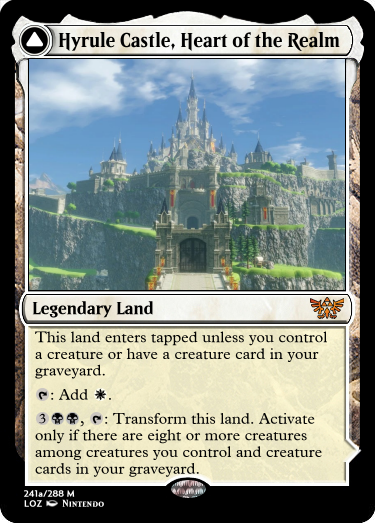 Hyrule Castle, Heart of the Realm
Legendary Land
This land enters tapped unless you control
a creature or have a creature card in your
graveyard.
: Add .
3, : Transform this land. Activate
only if there are eight or more creatures
among creatures you control and creature
cards in your graveyard.
241a/288 M
LOZ Nintendo